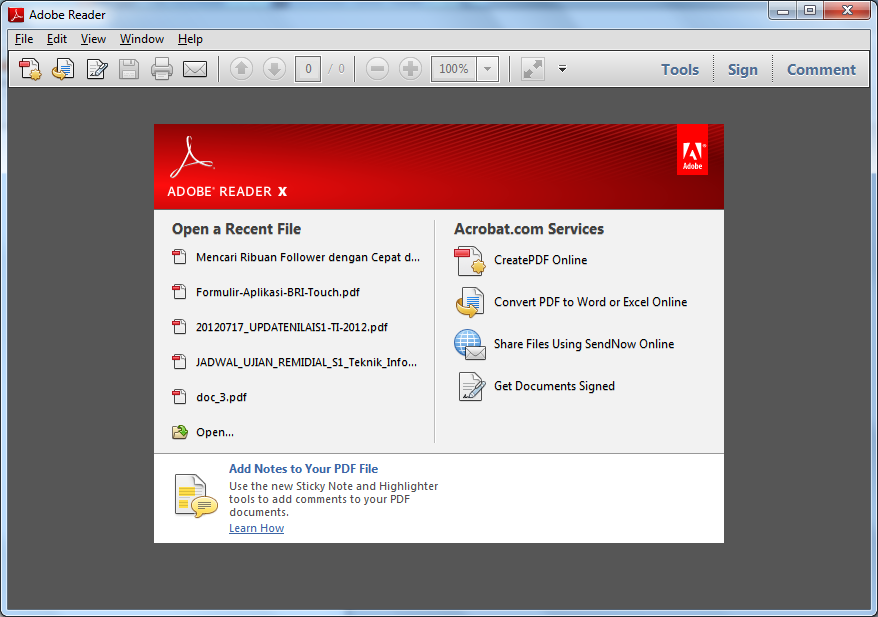 Adobe Reader
File Edit View Window Help
0 / 0 100% Tools Sign Comment
ADOBE® READER X
Adobe
Open a Recent File
Mencari Ribuan Follower dengan Cepat d...
Formulir-Aplikasi-BRI-Touch.pdf
20120717_UPDATENILAIS1-TI-2012.pdf
JADWAL_UJIAN_REMIDIAL_S1_Teknik_Info...
doc_3.pdf
Open...
Acrobat.com Services
CreatePDF Online
Convert PDF to Word or Excel Online
Share Files Using SendNow Online
Get Documents Signed
Add Notes to Your PDF File
Use the new Sticky Note and Highlighter
tools to add comments to your PDF
documents.
Learn How